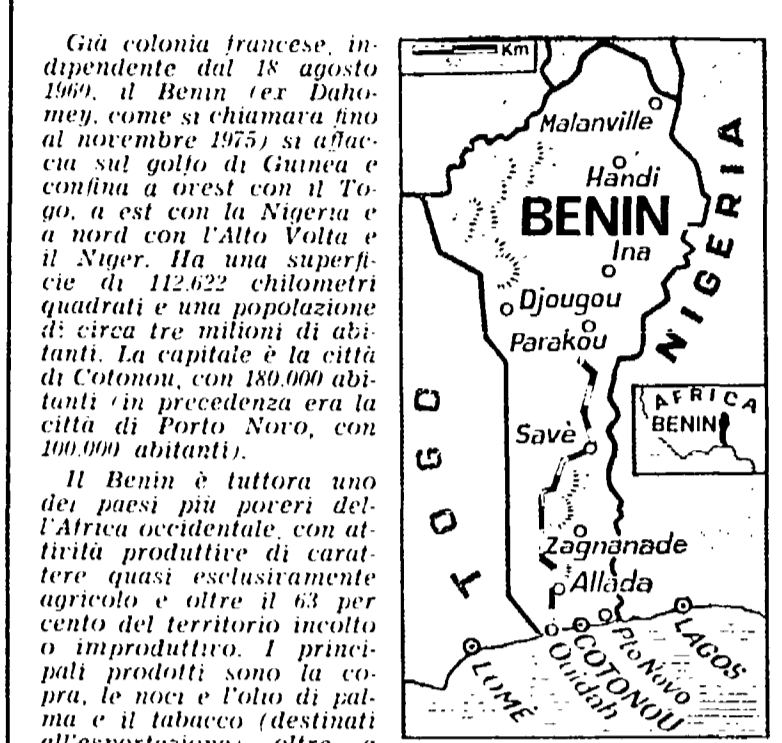 Già colonia francese, in-
dipendente dal 18 agosto
1969, il Benin (ex Daho-
mey, come si chiamava fino
al novembre 1975) si affac-
cia sul golfo di Guinea e
confina a ovest con il To-
go, a est con la Nigeria e
a nord con l'Alto Volta e
il Niger. Ha una superfi-
cie di 112.622 chilometri
quadrati e una popolazione
di circa tre milioni di abi-
tanti. La capitale è la città
di Cotonou, con 180.000 abi-
tanti (in precedenza era la
città di Porto Novo, con
100.000 abitanti).
Il Benin è tuttora uno
dei paesi più poveri del-
l'Africa occidentale, con at-
tività produttive di carat-
tere quasi esclusivamente
agricolo e oltre il 63 per
cento del territorio incolto
o improduttivo. I princi-
pali prodotti sono la co-
pra, le noci e l'olio di pal-
ma e il tabacco (destinati
all'esportazione) oltre a
Km
Malanville
Handi
BENIN
Ina
Djougou
Parakou
NIGERIA
AFRICA
BENIN
TOGO
Savè
Zagnanade
Allada
LOMÈ
Ouidah
COTONOU
Pto Novo
LAGOS